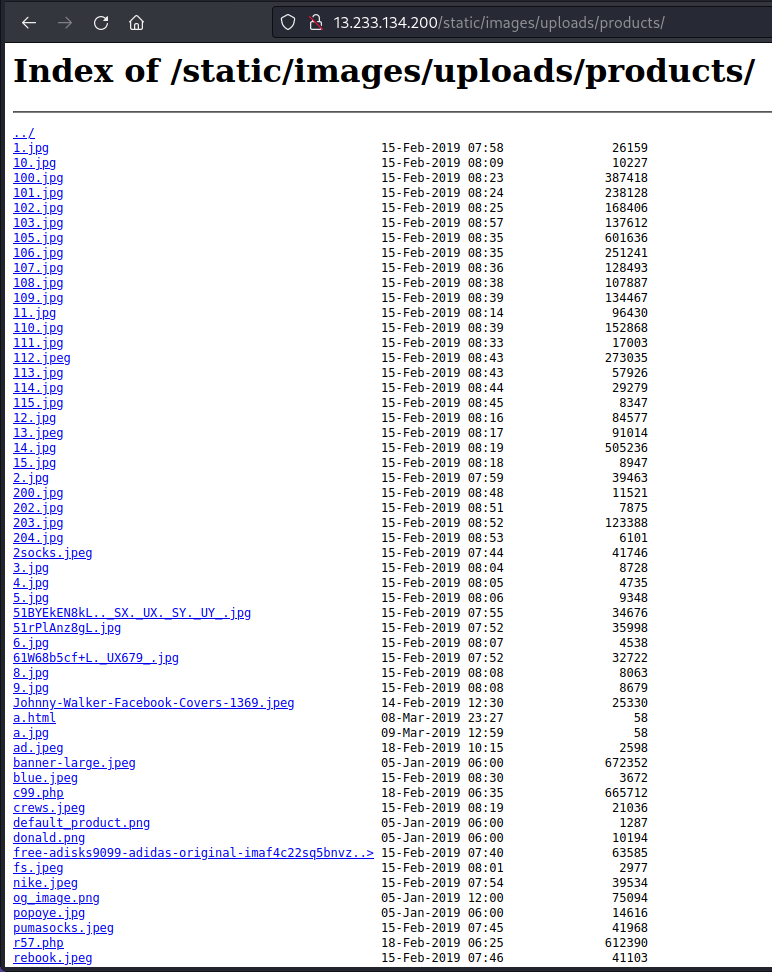 13.233.134.200/static/images/uploads/products/
Index of /static/images/uploads/products/
../
1.jpg 15-Feb-2019 07:58 26159
10.jpg 15-Feb-2019 08:09 10227
100.jpg 15-Feb-2019 08:23 387418
101.jpg 15-Feb-2019 08:24 238128
102.jpg 15-Feb-2019 08:25 168406
103.jpg 15-Feb-2019 08:57 137612
105.jpg 15-Feb-2019 08:35 601636
106.jpg 15-Feb-2019 08:35 251241
107.jpg 15-Feb-2019 08:36 128493
108.jpg 15-Feb-2019 08:38 107887
109.jpg 15-Feb-2019 08:39 134467
11.jpg 15-Feb-2019 08:14 96430
110.jpg 15-Feb-2019 08:39 152868
111.jpg 15-Feb-2019 08:33 17003
112.jpeg 15-Feb-2019 08:43 273035
113.jpg 15-Feb-2019 08:43 57926
114.jpg 15-Feb-2019 08:44 29279
115.jpg 15-Feb-2019 08:45 8347
12.jpg 15-Feb-2019 08:16 84577
13.jpeg 15-Feb-2019 08:17 91014
14.jpg 15-Feb-2019 08:19 505236
15.jpg 15-Feb-2019 08:18 8947
2.jpg 15-Feb-2019 07:59 39463
200.jpg 15-Feb-2019 08:48 11521
202.jpg 15-Feb-2019 08:51 7875
203.jpg 15-Feb-2019 08:52 123388
204.jpg 15-Feb-2019 08:53 6101
2socks.jpeg 15-Feb-2019 07:44 41746
3.jpg 15-Feb-2019 08:04 8728
4.jpg 15-Feb-2019 08:05 4735
5.jpg 15-Feb-2019 08:06 9348
51BYEkEN8kL.._SX._UX._SY._UY_.jpg 15-Feb-2019 07:55 34676
51rPlAnz8gL.jpg 15-Feb-2019 07:52 35998
6.jpg 15-Feb-2019 08:07 4538
61W68b5cf+L._UX679_.jpg 15-Feb-2019 07:52 32722
8.jpg 15-Feb-2019 08:08 8063
9.jpg 15-Feb-2019 08:08 8679
Johnny-Walker-Facebook-Covers-1369.jpeg 14-Feb-2019 12:30 25330
a.html 08-Mar-2019 23:27 58
a.jpg 09-Mar-2019 12:59 58
ad.jpeg 18-Feb-2019 10:15 2598
banner-large.jpeg 05-Jan-2019 06:00 672352
blue.jpeg 15-Feb-2019 08:30 3672
c99.php 18-Feb-2019 06:35 665712
crews.jpeg 15-Feb-2019 08:19 21036
default_product.png 05-Jan-2019 06:00 1287
donald.png 05-Jan-2019 06:00 10194
free-adisks9099-adidas-original-imaf4c22sq5bnvz..> 15-Feb-2019 07:40 63585
fs.jpeg 15-Feb-2019 08:01 2977
nike.jpeg 15-Feb-2019 07:54 39534
og_image.png 05-Jan-2019 12:00 75094
popoye.jpg 05-Jan-2019 06:00 14616
pumasocks.jpeg 15-Feb-2019 07:45 41968
r57.php 18-Feb-2019 06:25 612390
rebook.jpeg 15-Feb-2019 07:46 41103